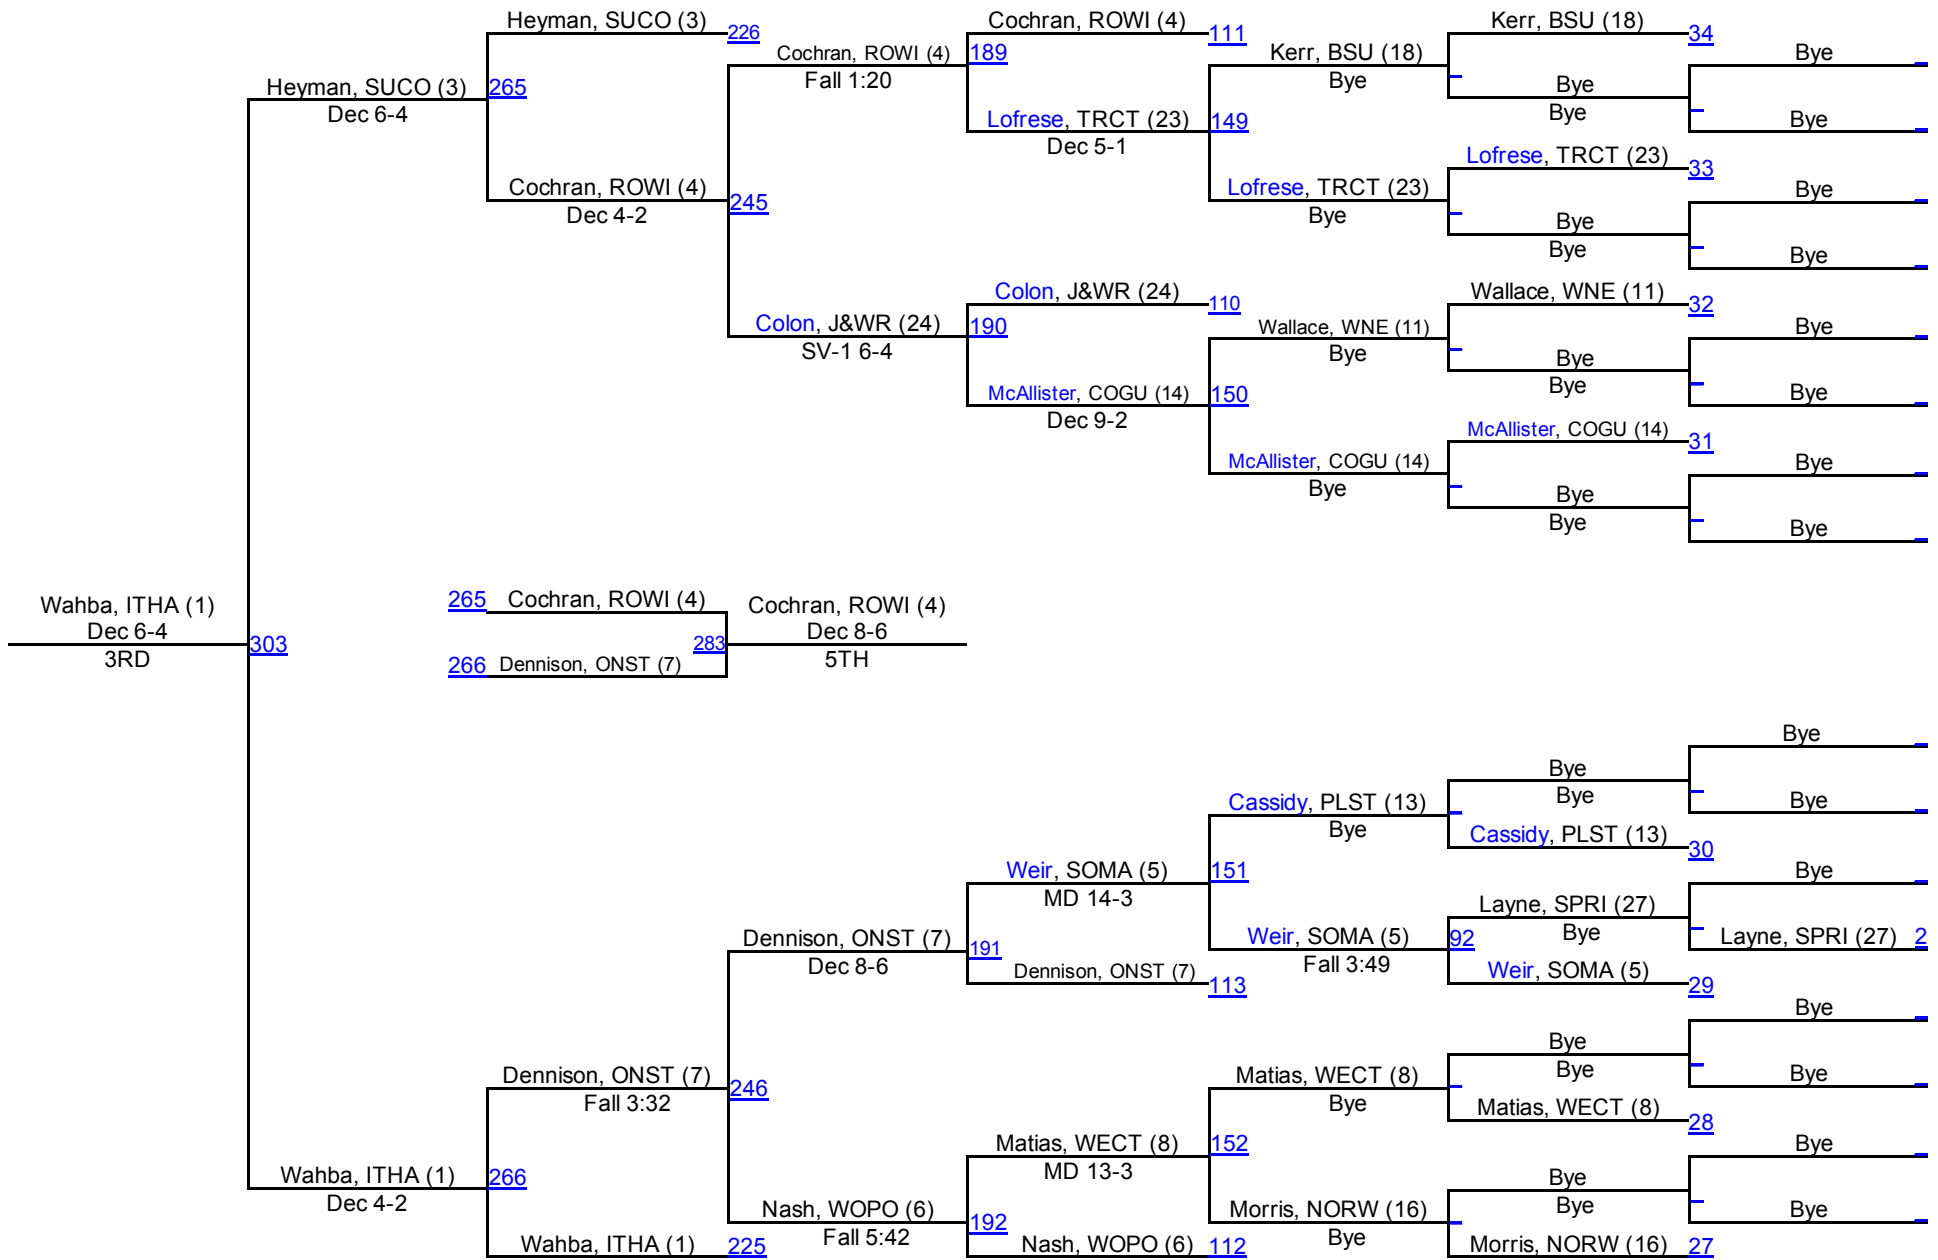 Heyman, SUCO (3) 226
Cochran, ROWI (4) 111
Kerr, BSU (18) 34
Cochran, ROWI (4) 189
Fall 1:20
Kerr, BSU (18)
Bye
Bye
Heyman, SUCO (3) 265
Dec 6-4
Bye
Bye
Lofrese, TRCT (23) 149
Dec 5-1
Bye
Lofrese, TRCT (23) 33
Cochran, ROWI (4) 245
Dec 4-2
Lofrese, TRCT (23)
Bye
Bye
Bye
Bye
Bye
Colon, J&WR (24) 110
Wallace, WNE (11) 32
Colon, J&WR (24) 190
SV-1 6-4
Wallace, WNE (11)
Bye
Bye
Bye
Bye
McAllister, COGU (14) 150
Dec 9-2
Bye
McAllister, COGU (14) 31
McAllister, COGU (14)
Bye
Bye
Bye
Bye
Bye
Wahba, ITHA (1)
Dec 6-4
3RD
303
265 Cochran, ROWI (4)
283
266 Dennison, ONST (7)
Cochran, ROWI (4)
Dec 8-6
5TH
Bye
Bye
Bye
Cassidy, PLST (13)
Bye
Bye
Cassidy, PLST (13) 30
Weir, SOMA (5) 151
MD 14-3
Bye
Layne, SPRI (27)
Bye
Dennison, ONST (7) 191
Dec 8-6
Weir, SOMA (5) 92
Fall 3:49
Layne, SPRI (27) 2
Dennison, ONST (7) 113
Weir, SOMA (5) 29
Bye
Bye
Bye
Dennison, ONST (7) 246
Fall 3:32
Matias, WECT (8)
Bye
Bye
Matias, WECT (8) 28
Matias, WECT (8) 152
MD 13-3
Bye
Wahba, ITHA (1) 266
Dec 4-2
Bye
Bye
Nash, WOPO (6) 192
Fall 5:42
Morris, NORW (16)
Bye
Bye
Wahba, ITHA (1) 225
Nash, WOPO (6) 112
Morris, NORW (16) 27